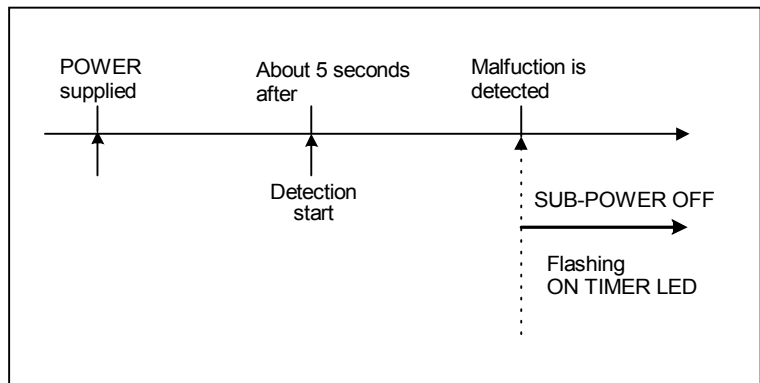 POWER
supplied
About 5 seconds
after
Malfuction is
detected
Detection
start
SUB-POWER OFF
Flashing
ON TIMER LED